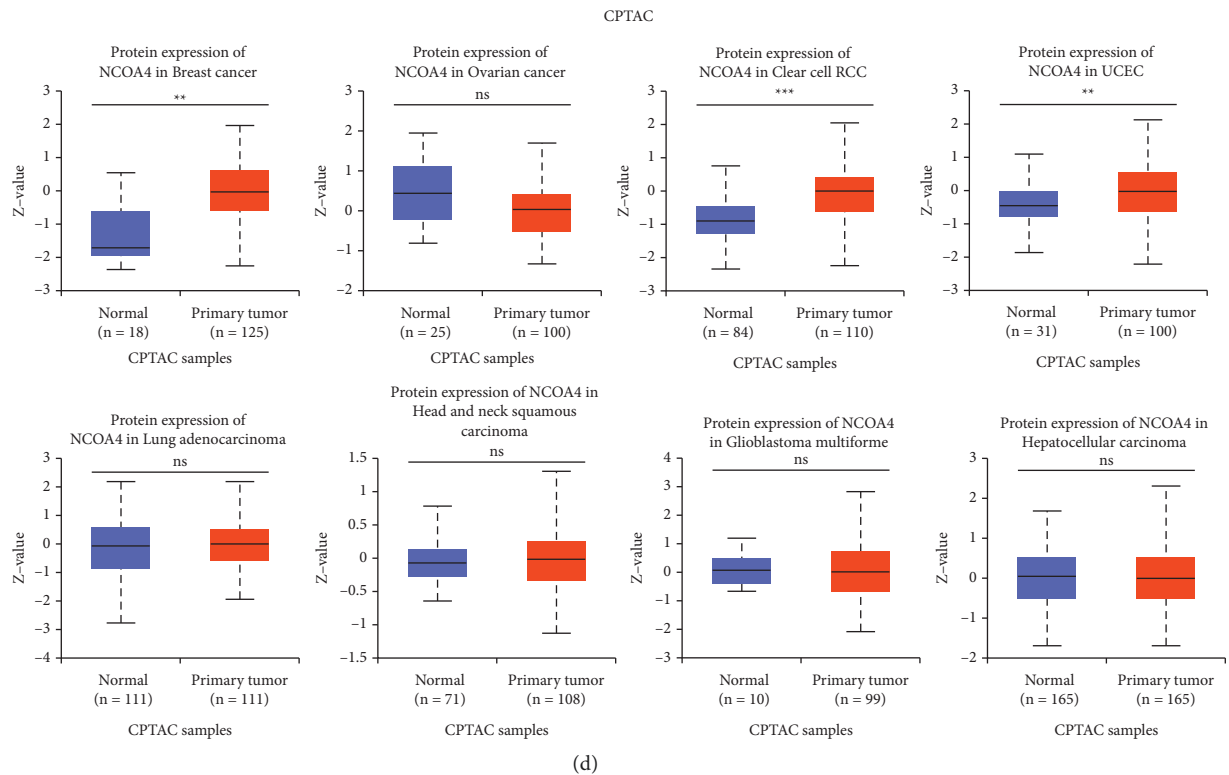 CPTAC
Protein expression of
NCOA4 in Breast cancer
**
3
2
1
0
−1
−2
−3
Z−value
Normal
(n = 18)
Primary tumor
(n = 125)
CPTAC samples
Protein expression of
NCOA4 in Ovarian cancer
ns
3
2
1
0
−1
−2
Z−value
Normal
(n = 25)
Primary tumor
(n = 100)
CPTAC samples
Protein expression of
NCOA4 in Clear cell RCC
***
3
2
1
0
−1
−2
−3
Z−value
Normal
(n = 84)
Primary tumor
(n = 110)
CPTAC samples
Protein expression of
NCOA4 in UCEC
**
3
2
1
0
−1
−2
−3
Z−value
Normal
(n = 31)
Primary tumor
(n = 100)
CPTAC samples
Protein expression of
NCOA4 in Lung adenocarcinoma
ns
3
2
1
0
−1
−2
−3
−4
Z−value
Normal
(n = 111)
Primary tumor
(n = 111)
CPTAC samples
Protein expression of NCOA4 in
Head and neck squamous
carcinoma
ns
1.5
1
0.5
0
−0.5
−1
−1.5
Z−value
Normal
(n = 71)
Primary tumor
(n = 108)
CPTAC samples
Protein expression of NCOA4
in Glioblastoma multiforme
ns
4
3
2
1
0
−1
−2
−3
Z−value
Normal
(n = 10)
Primary tumor
(n = 99)
CPTAC samples
Protein expression of NCOA4 in
Hepatocellular carcinoma
ns
3
2
1
0
−1
−2
Z−value
Normal
(n = 165)
Primary tumor
(n = 165)
CPTAC samples
(d)